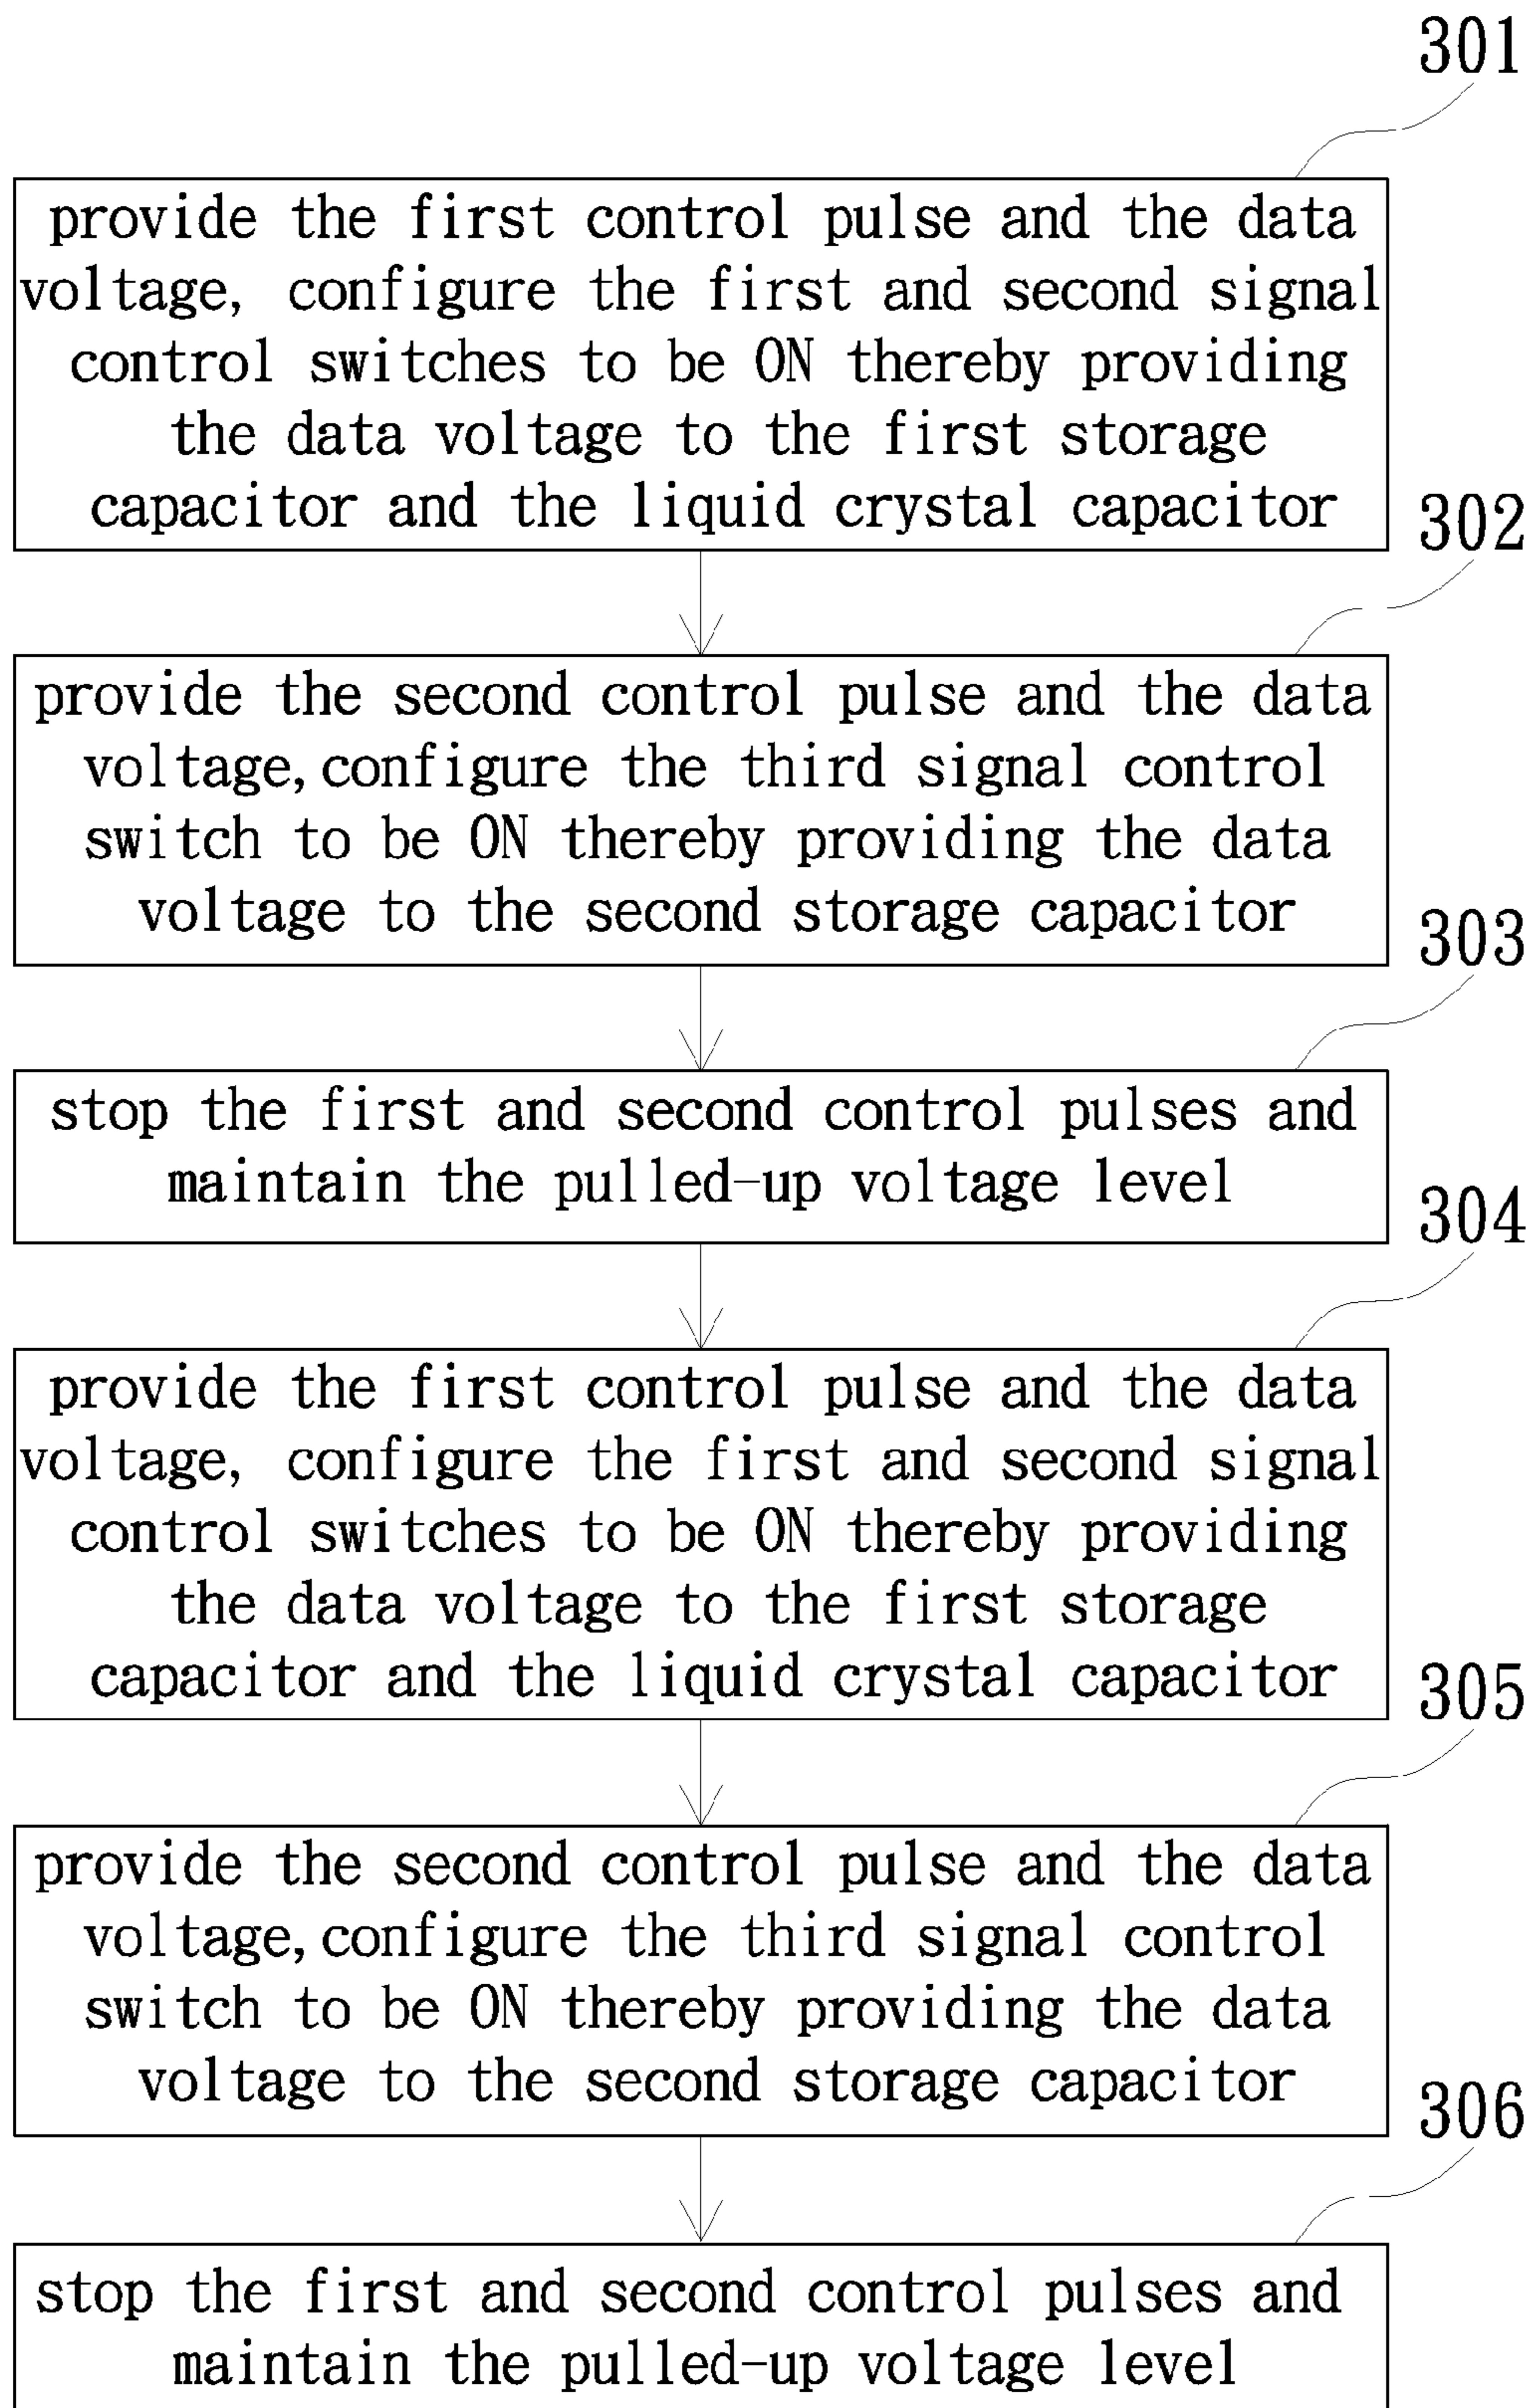 301
provide the first control pulse and the data
voltage, configure the first and second signal
control switches to be ON thereby providing
the data voltage to the first storage
capacitor and the liquid crystal capacitor
302
provide the second control pulse and the data
voltage,configure the third signal control
switch to be ON thereby providing the data
voltage to the second storage capacitor
303
stop the first and second control pulses and
maintain the pulled-up voltage level
304
provide the first control pulse and the data
voltage, configure the first and second signal
control switches to be ON thereby providing
the data voltage to the first storage
capacitor and the liquid crystal capacitor
305
provide the second control pulse and the data
voltage,configure the third signal control
switch to be ON thereby providing the data
voltage to the second storage capacitor
306
stop the first and second control pulses and
maintain the pulled-up voltage level